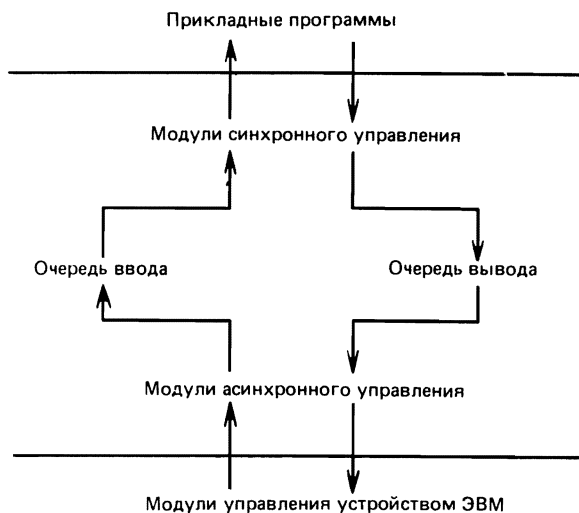 Прикладные программы
Модули синхронного управления
Очередь ввода
Очередь вывода
Модули асинхронного управления
Модули управления устройством ЭВМ